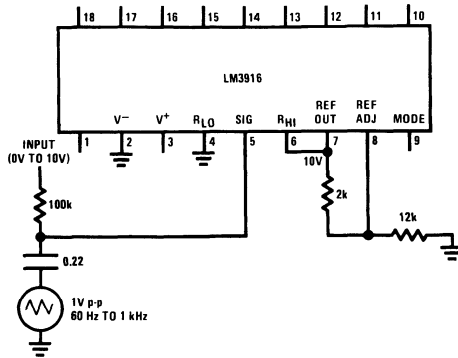 18 17 16 15 14 13 12 11 10
LM3916
V− V+ RLO SIG RHI REF OUT REF ADJ MODE
1 2 3 4 5 6 7 8 9
INPUT
(0V TO 10V)
10V
100k
2k
12k
0.22
1V p-p
60 Hz TO 1 kHz